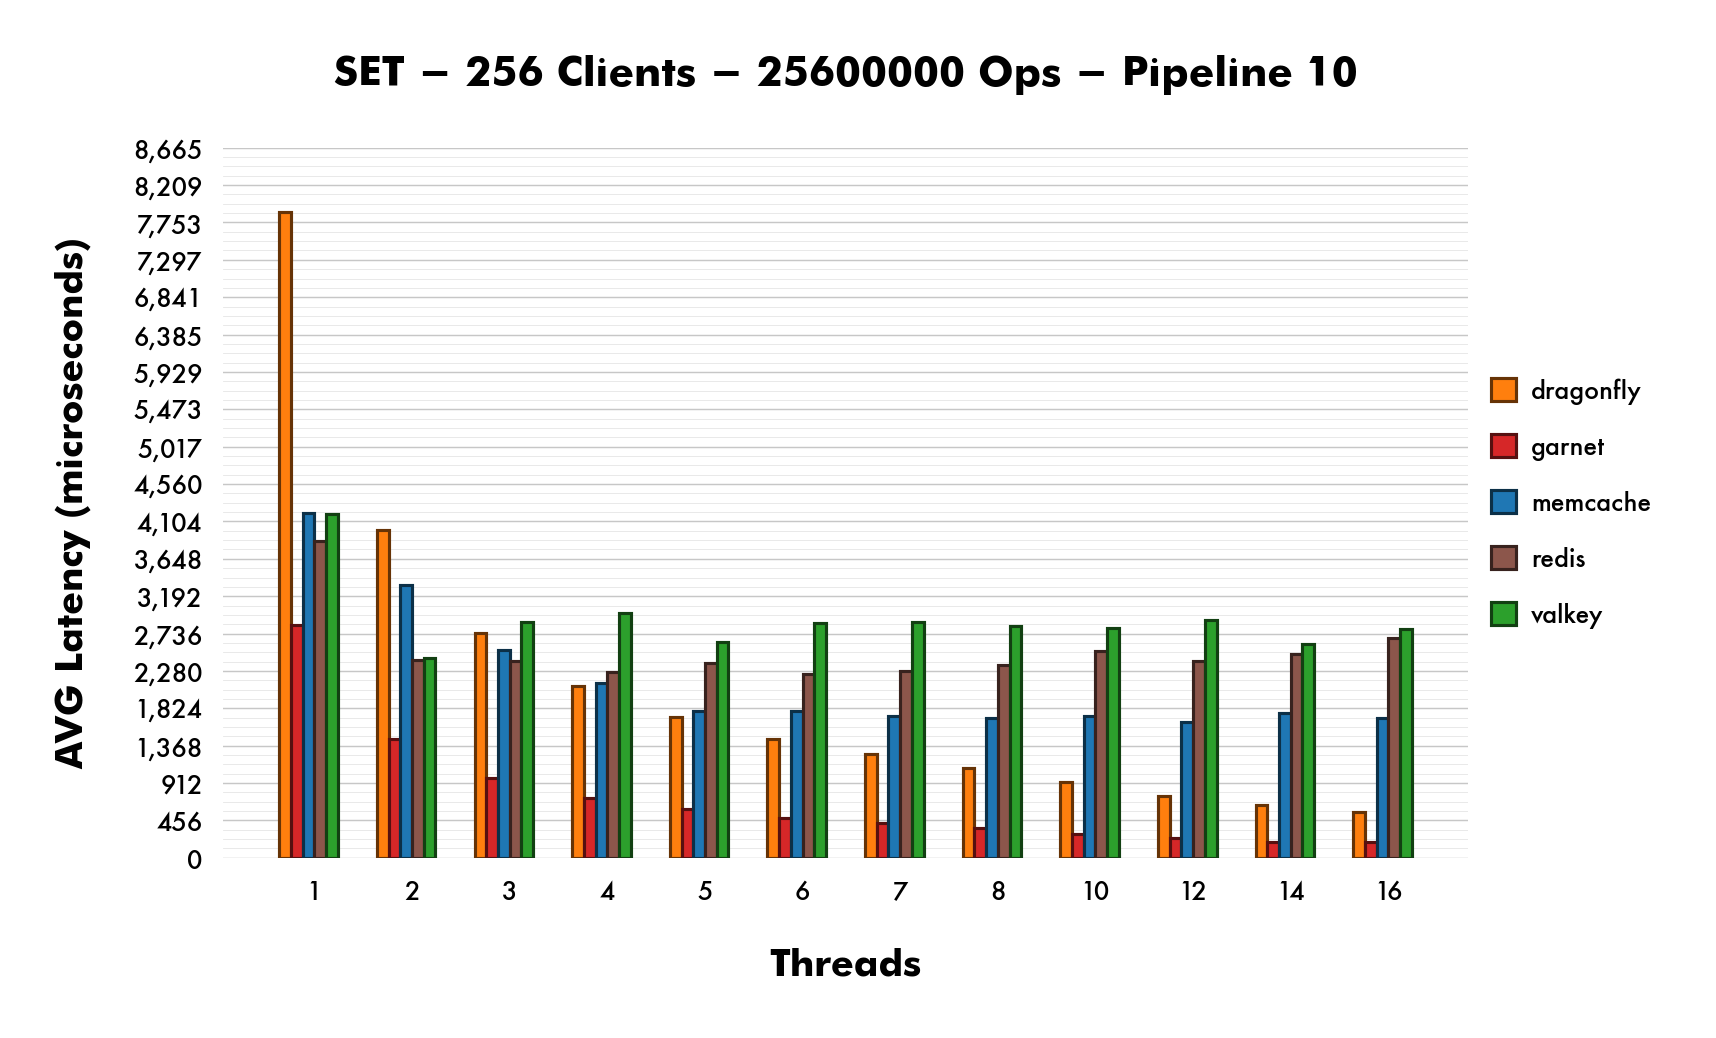 SET – 256 Clients – 25600000 Ops – Pipeline 10
AVG Latency (microseconds)
8,665
8,209
7,753
7,297
6,841
6,385
5,929
5,473
5,017
4,560
4,104
3,648
3,192
2,736
2,280
1,824
1,368
912
456
0
1 2 3 4 5 6 7 8 10 12 14 16
Threads
dragonfly
garnet
memcache
redis
valkey